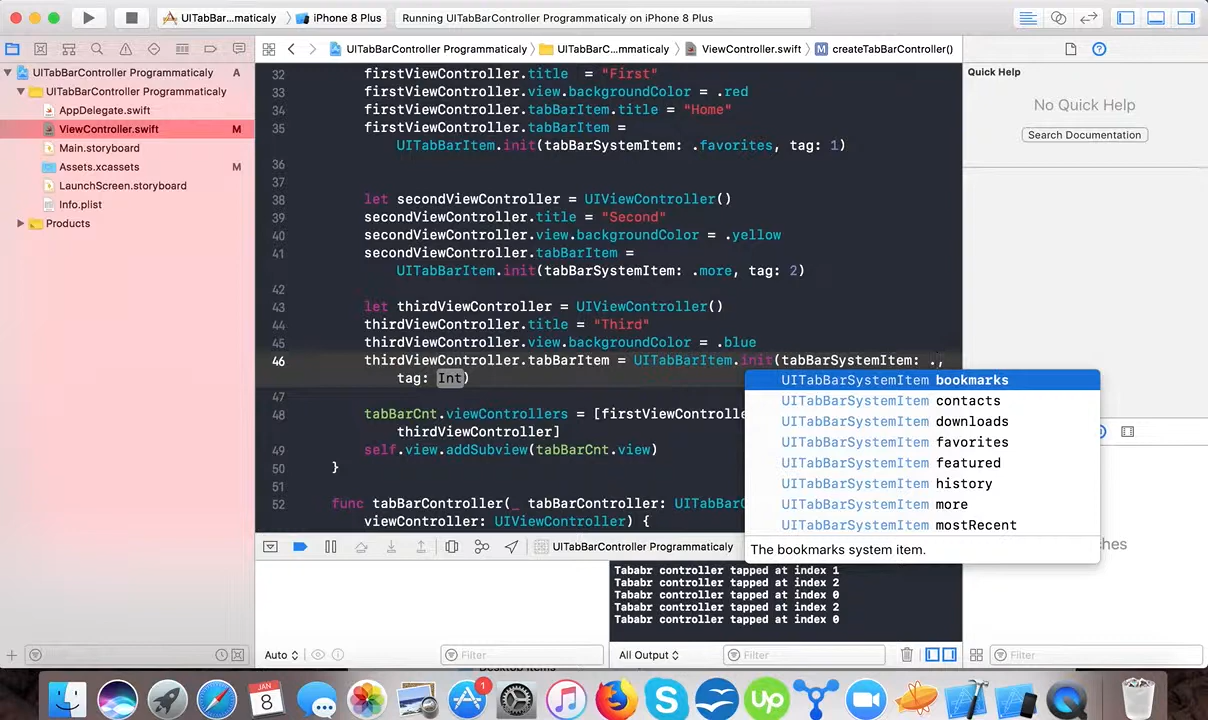 UITabBar...maticaly
iPhone 8 Plus
Running UITabBarController Programmaticaly on iPhone 8 Plus
UITabBarController Programmaticaly
UITabBarC...mmaticaly
ViewController.swift
M
createTabBarController()
UITabBarController Programmaticaly A
UITabBarController Programmaticaly
AppDelegate.swift
ViewController.swift M
Main.storyboard
Assets.xcassets M
LaunchScreen.storyboard
Info.plist
Products
32 firstViewController.title  = "First"
33 firstViewController.view.backgroundColor = .red
34 firstViewController.tabBarItem.title = "Home"
35 firstViewController.tabBarItem =
UITabBarItem.init(tabBarSystemItem: .favorites, tag: 1)
36
37
38 let secondViewController = UIViewController()
39 secondViewController.title = "Second"
40 secondViewController.view.backgroundColor = .yellow
41 secondViewController.tabBarItem =
UITabBarItem.init(tabBarSystemItem: .more, tag: 2)
42
43 let thirdViewController = UIViewController()
44 thirdViewController.title = "Third"
45 thirdViewController.view.backgroundColor = .blue
46 thirdViewController.tabBarItem = UITabBarItem.init(tabBarSystemItem: .,
tag: Int)
47
48 tabBarCnt.viewControllers = [firstViewController
thirdViewController]
49 self.view.addSubview(tabBarCnt.view)
50 }
51
52 func tabBarController(_ tabBarController: UITabBarC
viewController: UIViewController) {
UITabBarSystemItem bookmarks
UITabBarSystemItem contacts
UITabBarSystemItem downloads
UITabBarSystemItem favorites
UITabBarSystemItem featured
UITabBarSystemItem history
UITabBarSystemItem more
UITabBarSystemItem mostRecent
The bookmarks system item.
Quick Help
No Quick Help
Search Documentation
hes
UITabBarController Programmaticaly
Tababr controller tapped at index 1
Tababr controller tapped at index 2
Tababr controller tapped at index 0
Tababr controller tapped at index 2
Tababr controller tapped at index 0
Auto
Filter
All Output
Filter
Filter
JAN
8
1
Up